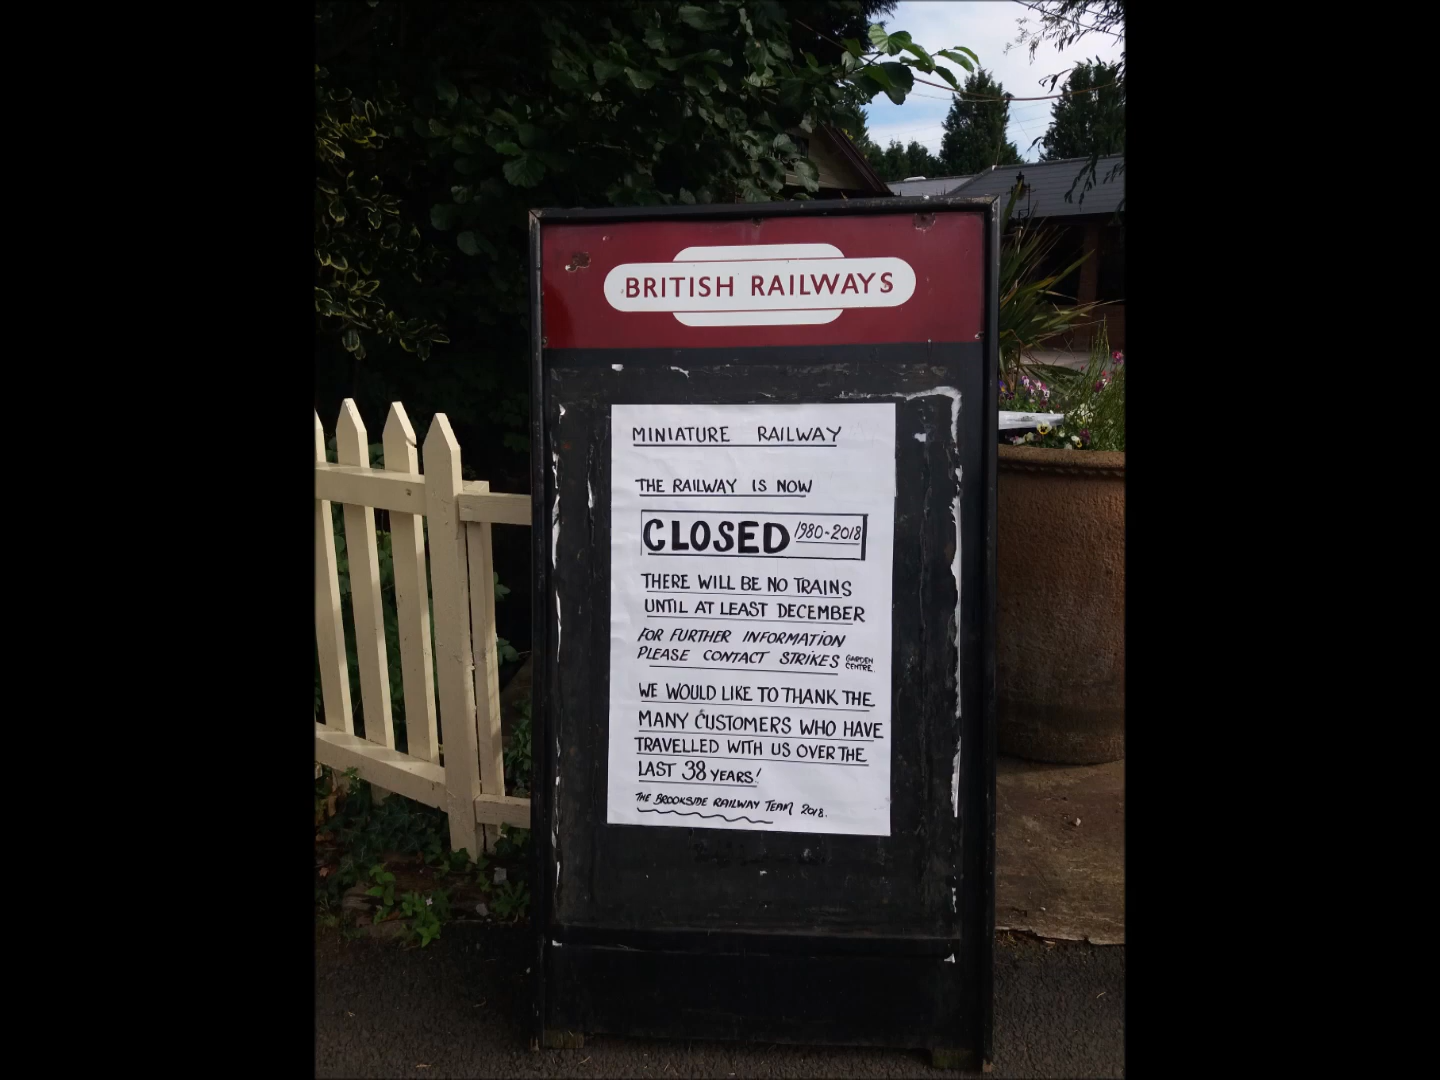 BRITISH RAILWAYS
MINIATURE RAILWAY
THE RAILWAY IS NOW
CLOSED 1980-2018
THERE WILL BE NO TRAINS
UNTIL AT LEAST DECEMBER
FOR FURTHER INFORMATION
PLEASE CONTACT STRIKES GARDEN CENTRE.
WE WOULD LIKE TO THANK THE
MANY CUSTOMERS WHO HAVE
TRAVELLED WITH US OVER THE
LAST 38 YEARS!
THE BROOKSIDE RAILWAY TEAM 2018.